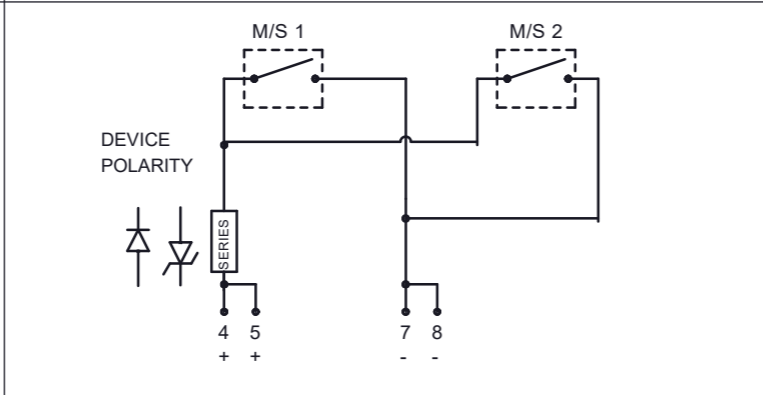 M/S 1 M/S 2
DEVICE
POLARITY
SERIES
4 5 7 8
+ + - -